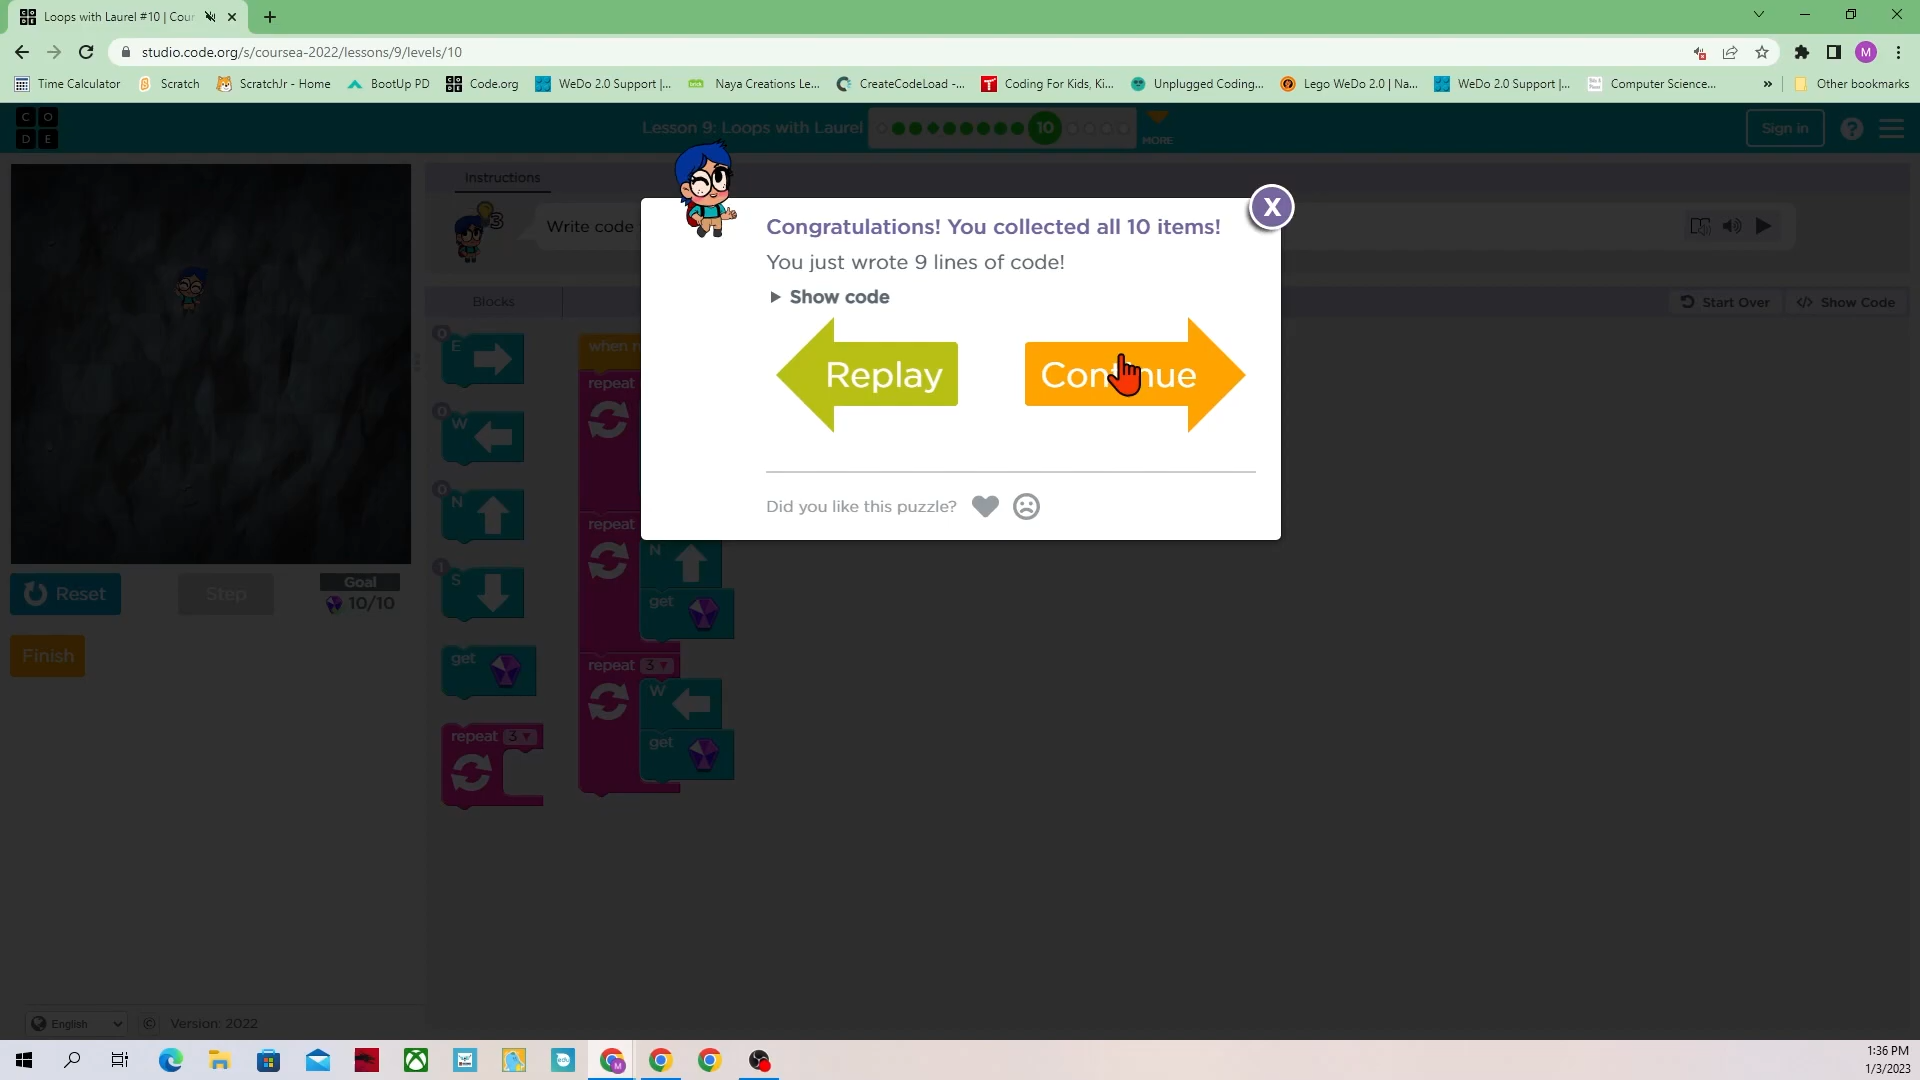 Loops with Laurel #10 | Cour
studio.code.org/s/coursea-2022/lessons/9/levels/10
M
Time Calculator
Scratch
ScratchJr - Home
BootUp PD
Code.org
WeDo 2.0 Support |...
Naya Creations Le...
CreateCodeLoad -...
Coding For Kids, Ki...
Unplugged Coding...
Lego WeDo 2.0 | Na...
WeDo 2.0 Support |...
Computer Science...
»
Other bookmarks
C O
D E
Lesson 9: Loops with Laurel
10
MORE
Sign in
?
Instructions
3
Write code
X
Congratulations! You collected all 10 items!
You just wrote 9 lines of code!
Show code
Replay
Continue
Did you like this puzzle?
Blocks
Start Over
</> Show Code
0
E
0
W
0
N
1
S
get
repeat 3
when r
repeat
repeat
N
get
repeat 3
W
get
Reset
Step
Goal
10/10
Finish
English
©
Version: 2022
M
1:36 PM
1/3/2023